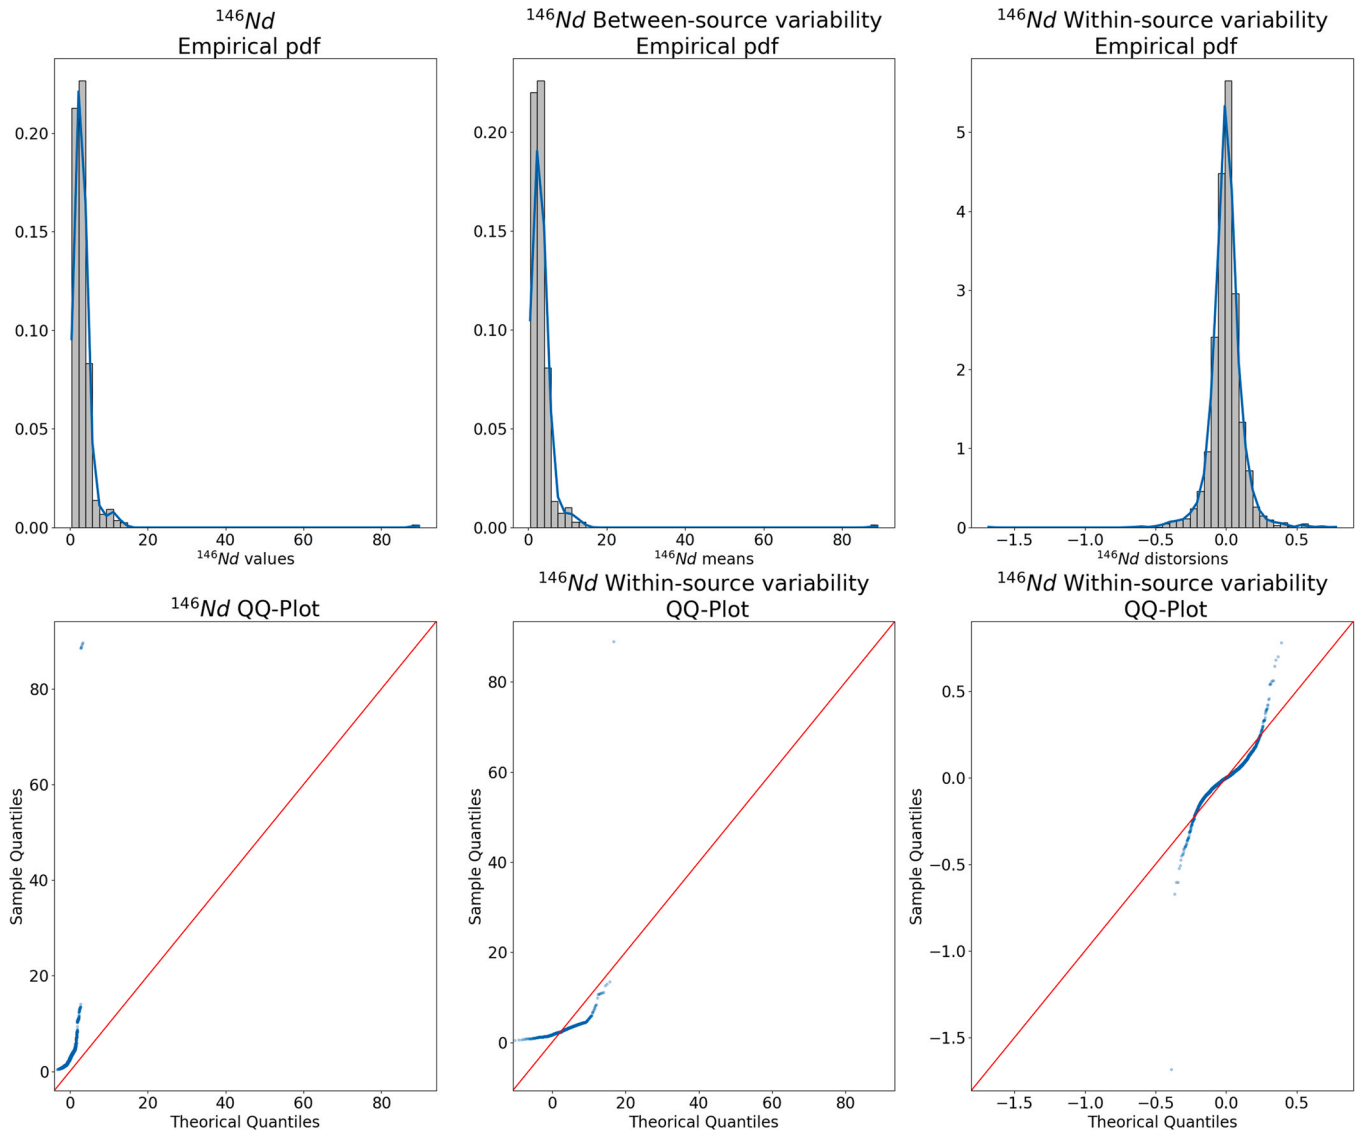 ¹⁴⁶Nd
Empirical pdf
0.20
0.15
0.10
0.05
0.00
0 20 40 60 80
¹⁴⁶Nd values
¹⁴⁶Nd Between-source variability
Empirical pdf
0.20
0.15
0.10
0.05
0.00
0 20 40 60 80
¹⁴⁶Nd means
¹⁴⁶Nd Within-source variability
Empirical pdf
5
4
3
2
1
0
−1.5 −1.0 −0.5 0.0 0.5
¹⁴⁶Nd distorsions
¹⁴⁶Nd QQ-Plot
Sample Quantiles
80
60
40
20
0
0 20 40 60 80
Theorical Quantiles
¹⁴⁶Nd Within-source variability
QQ-Plot
Sample Quantiles
80
60
40
20
0
0 20 40 60 80
Theorical Quantiles
¹⁴⁶Nd Within-source variability
QQ-Plot
Sample Quantiles
0.5
0.0
−0.5
−1.0
−1.5
−1.5 −1.0 −0.5 0.0 0.5
Theorical Quantiles